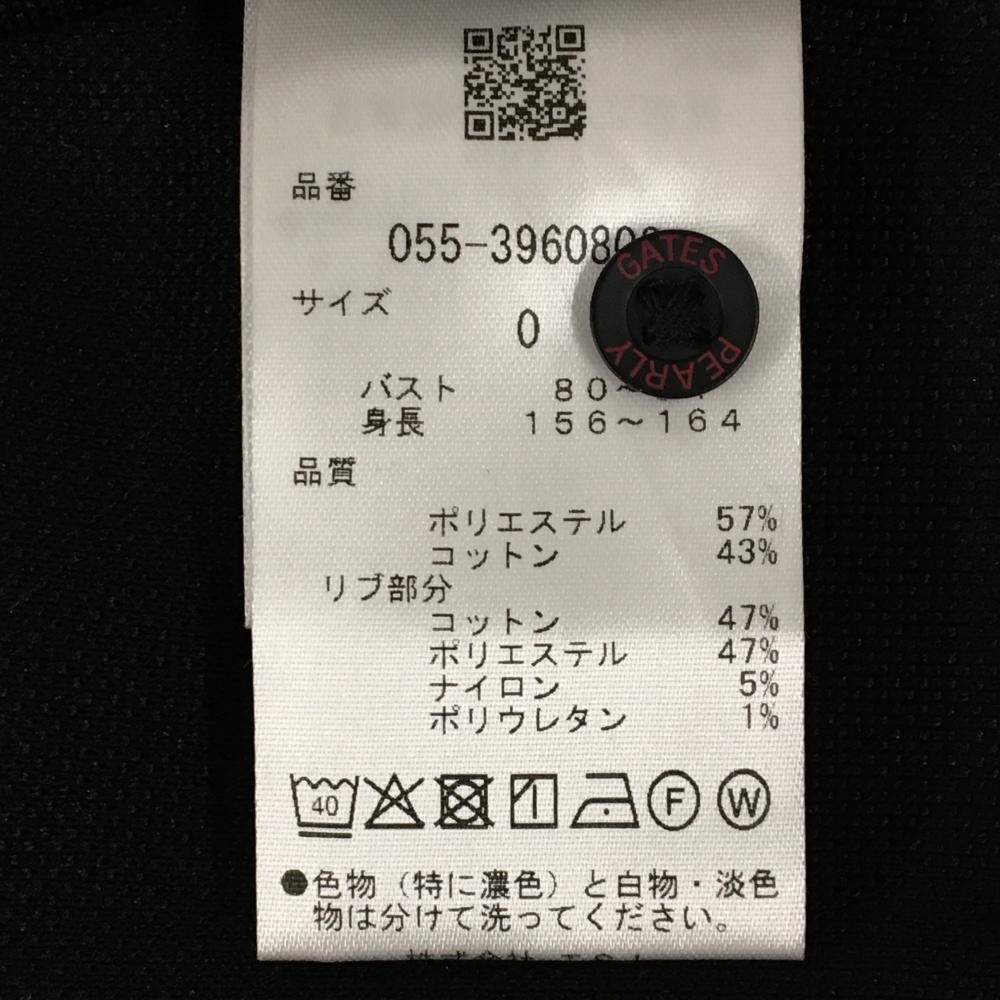 品番
055-396080
サイズ
0
バスト 80~
身長 156~164
品質
ポリエステル 57%
コットン 43%
リブ部分
コットン 47%
ポリエステル 47%
ナイロン 5%
ポリウレタン 1%
40 F W
●色物（特に濃色）と白物・淡色
物は分けて洗ってください。
GATES
PEARLY